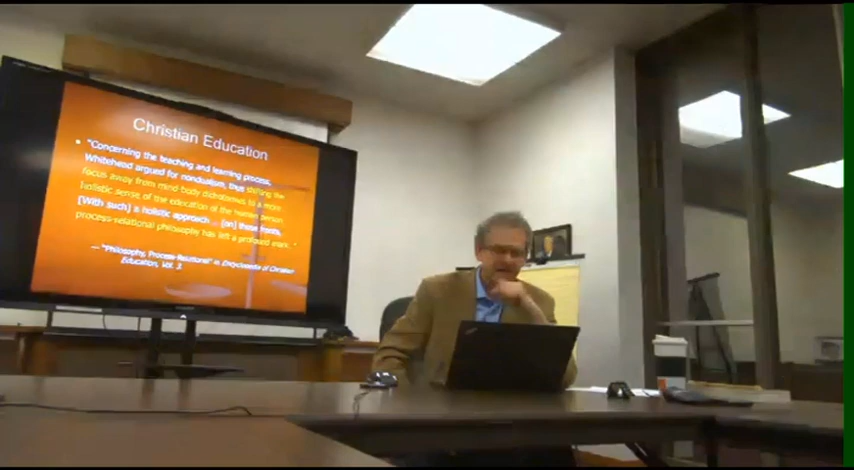 Christian Education
• "Concerning the teaching and learning process,
Whitehead argued for nondualism, thus shifting the
focus away from mind-body dichotomies to a more
holistic sense of the education of the human person.
[With such] a holistic approach ... [on] these fronts,
process-relational philosophy has left a profound mark."
— "Philosophy, Process-Relational" in Encyclopedia of Christian
Education, Vol. 3